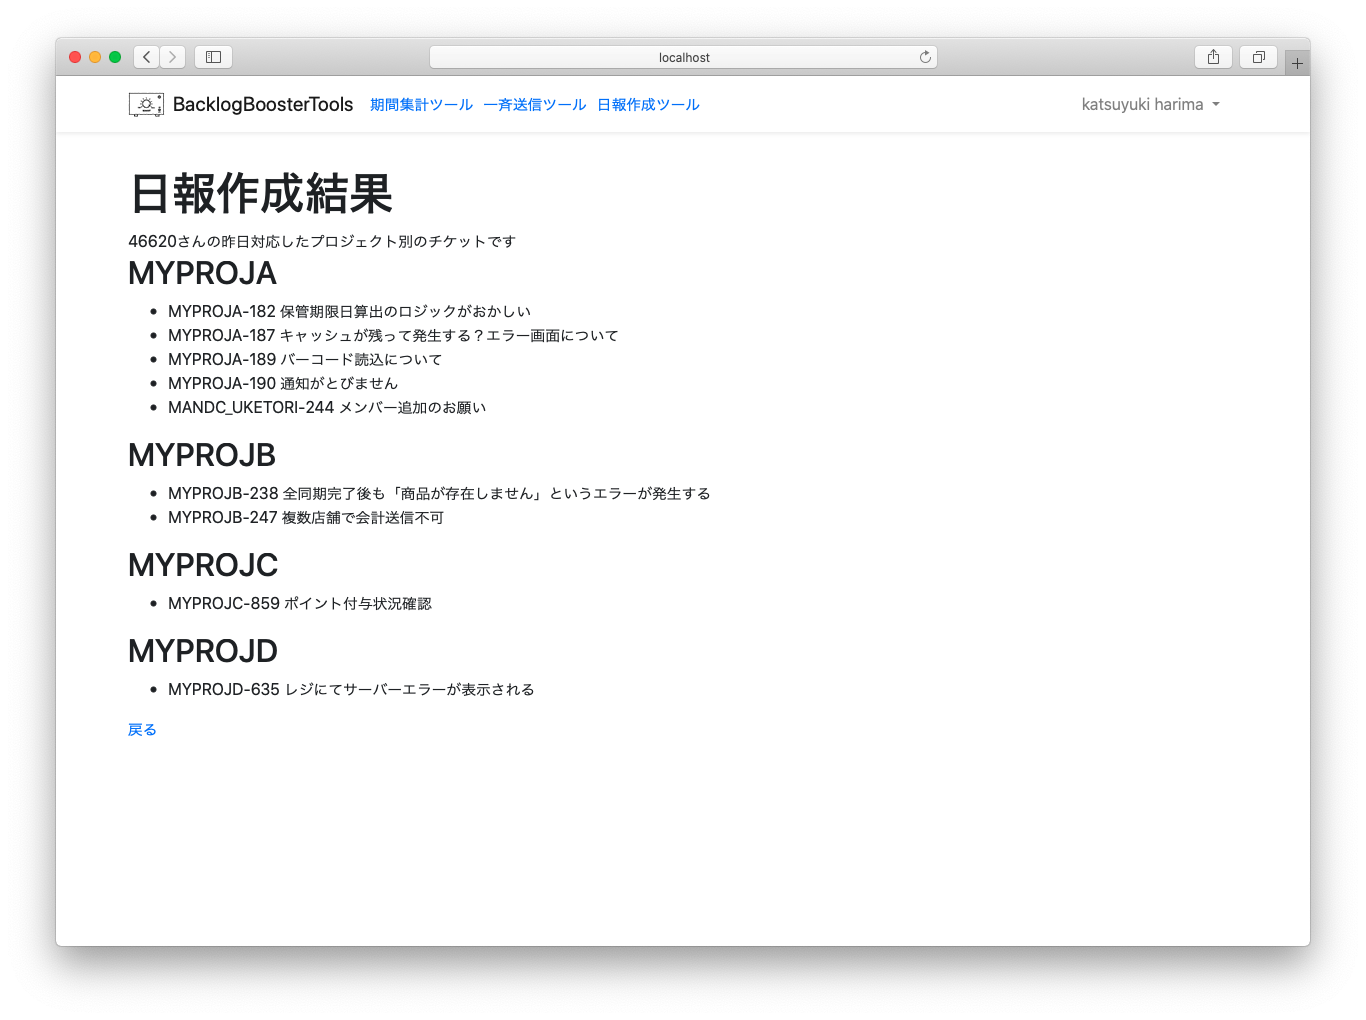 localhost
BacklogBoosterTools 期間集計ツール 一斉送信ツール 日報作成ツール katsuyuki harima
日報作成結果
46620さんの昨日対応したプロジェクト別のチケットです
MYPROJA
MYPROJA-182 保管期限日算出のロジックがおかしい
MYPROJA-187 キャッシュが残って発生する？エラー画面について
MYPROJA-189 バーコード読込について
MYPROJA-190 通知がとびません
MANDC_UKETORI-244 メンバー追加のお願い
MYPROJB
MYPROJB-238 全同期完了後も「商品が存在しません」というエラーが発生する
MYPROJB-247 複数店舗で会計送信不可
MYPROJC
MYPROJC-859 ポイント付与状況確認
MYPROJD
MYPROJD-635 レジにてサーバーエラーが表示される
戻る